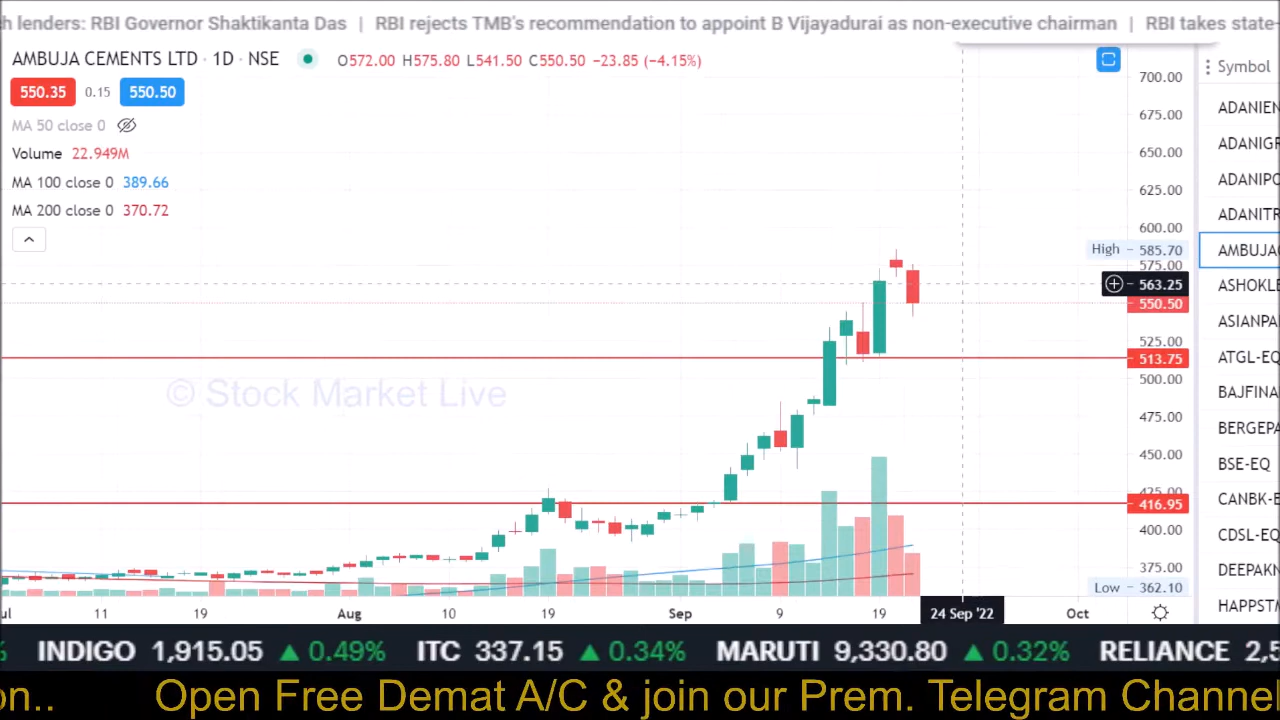 h lenders: RBI Governor Shaktikanta Das | RBI rejects TMB's recommendation to appoint B Vijayadurai as non-executive chairman | RBI takes state-
AMBUJA CEMENTS LTD · 1D · NSE O572.00 H575.80 L541.50 C550.50 −23.85 (−4.15%)
550.35 0.15 550.50
MA 50 close 0
Volume 22.949M
MA 100 close 0 389.66
MA 200 close 0 370.72
700.00
675.00
650.00
625.00
600.00
High 585.70
575.00
563.25
550.50
525.00
513.75
500.00
475.00
450.00
425.00
416.95
400.00
375.00
Low 362.10
© Stock Market Live
ul 11 19 Aug 10 19 Sep 9 19 24 Sep '22 Oct
Symbol
ADANIEN
ADANIGR
ADANIPO
ADANITR
AMBUJA
ASHOKLE
ASIANPA
ATGL-EQ
BAJFINA
BERGEPA
BSE-EQ
CANBK-E
CDSL-EQ
DEEPAKN
HAPPSTM
% INDIGO 1,915.05 ▲ 0.49% ITC 337.15 ▲ 0.34% MARUTI 9,330.80 ▲ 0.32% RELIANCE 2,5
on.. Open Free Demat A/C & join our Prem. Telegram Channel